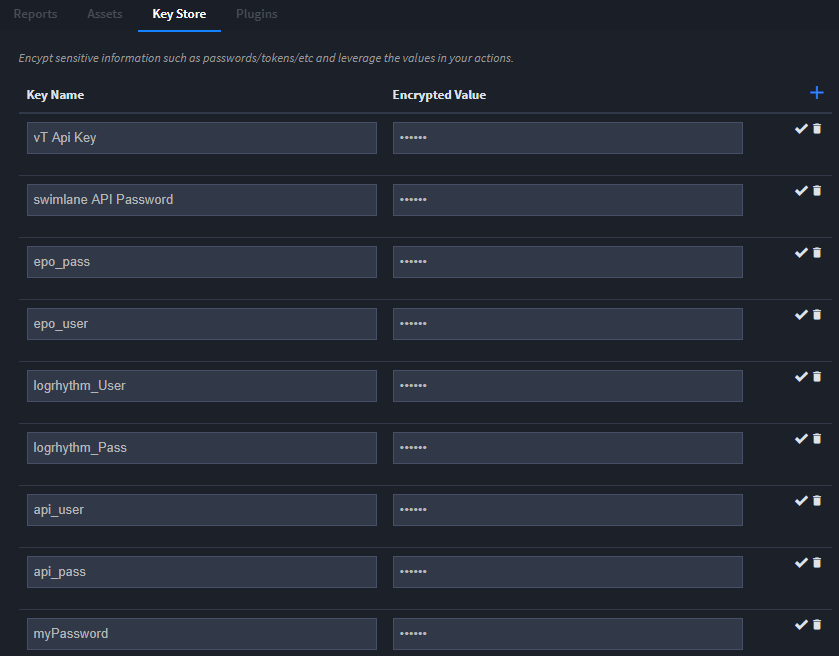 Reports Assets Key Store Plugins
Encypt sensitive information such as passwords/tokens/etc and leverage the values in your actions.
Key Name Encrypted Value +
vT Api Key ••••••
swimlane API Password ••••••
epo_pass ••••••
epo_user ••••••
logrhythm_User ••••••
logrhythm_Pass ••••••
api_user ••••••
api_pass ••••••
myPassword ••••••